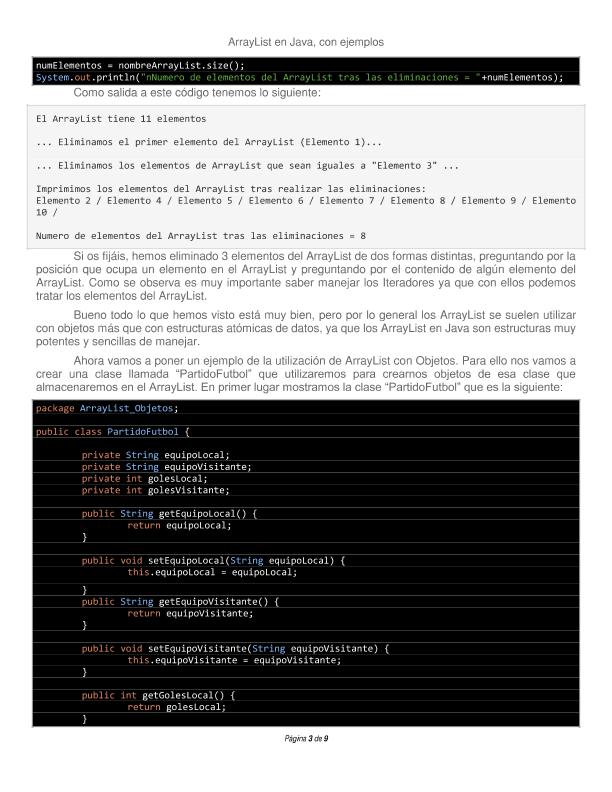 ArrayList en Java, con ejemplos
numElementos = nombreArrayList.size();
System.out.println("nNumero de elementos del ArrayList tras las eliminaciones = "+numElementos);
Como salida a este código tenemos lo siguiente:
El ArrayList tiene 11 elementos
... Eliminamos el primer elemento del ArrayList (Elemento 1)...
... Eliminamos los elementos de ArrayList que sean iguales a "Elemento 3" ...
Imprimimos los elementos del ArrayList tras realizar las eliminaciones:
Elemento 2 / Elemento 4 / Elemento 5 / Elemento 6 / Elemento 7 / Elemento 8 / Elemento 9 / Elemento
10 /
Numero de elementos del ArrayList tras las eliminaciones = 8
Si os fijáis, hemos eliminado 3 elementos del ArrayList de dos formas distintas, preguntando por la
posición que ocupa un elemento en el ArrayList y preguntando por el contenido de algún elemento del
ArrayList. Como se observa es muy importante saber manejar los Iteradores ya que con ellos podemos
tratar los elementos del ArrayList.
Bueno todo lo que hemos visto está muy bien, pero por lo general los ArrayList se suelen utilizar
con objetos más que con estructuras atómicas de datos, ya que los ArrayList en Java son estructuras muy
potentes y sencillas de manejar.
Ahora vamos a poner un ejemplo de la utilización de ArrayList con Objetos. Para ello nos vamos a
crear una clase llamada “PartidoFutbol” que utilizaremos para crearnos objetos de esa clase que
almacenaremos en el ArrayList. En primer lugar mostramos la clase “PartidoFutbol” que es la siguiente:
package ArrayList_Objetos;
public class PartidoFutbol {
private String equipoLocal;
private String equipoVisitante;
private int golesLocal;
private int golesVisitante;
public String getEquipoLocal() {
return equipoLocal;
}
public void setEquipoLocal(String equipoLocal) {
this.equipoLocal = equipoLocal;
}
public String getEquipoVisitante() {
return equipoVisitante;
}
public void setEquipoVisitante(String equipoVisitante) {
this.equipoVisitante = equipoVisitante;
}
public int getGolesLocal() {
return golesLocal;
}
Página 3 de 9